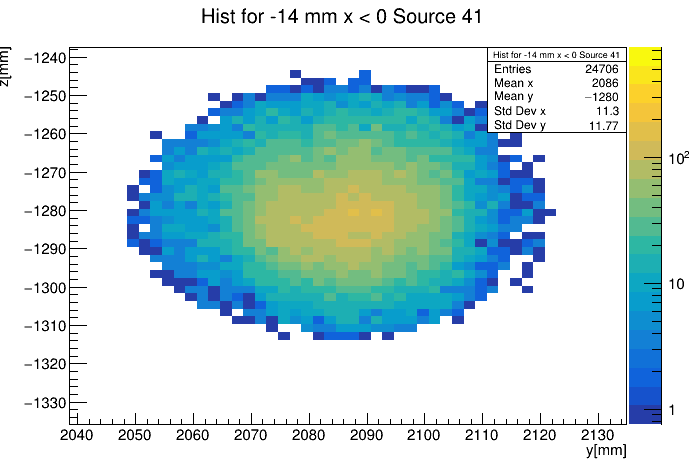 Hist for -14 mm x < 0 Source 41
z[mm]
Hist for -14 mm x < 0 Source 41
Entries 24706
Mean x 2086
Mean y −1280
Std Dev x 11.3
Std Dev y 11.77
−1240
−1250
−1260
−1270
−1280
−1290
−1300
−1310
−1320
−1330
10²
10
1
2040 2050 2060 2070 2080 2090 2100 2110 2120 2130
y[mm]